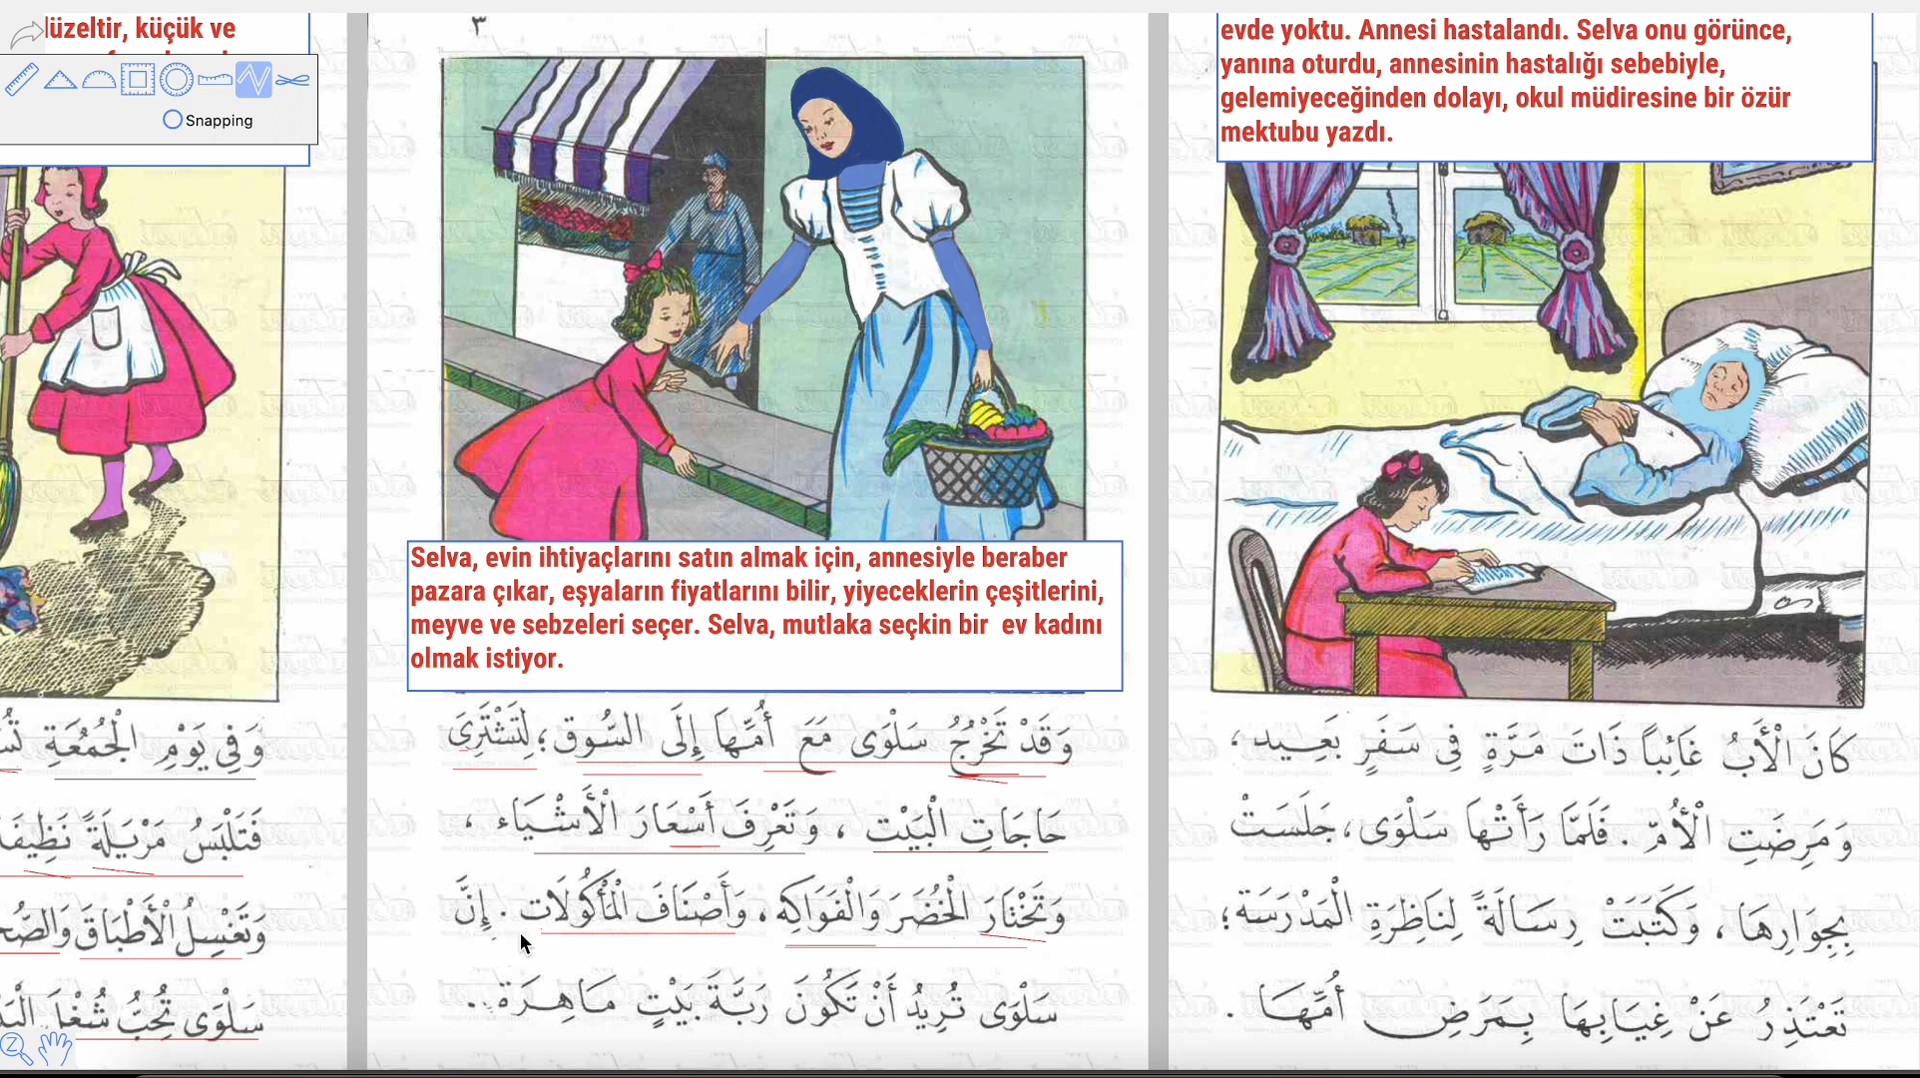 lüzeltir, küçük ve
Snapping
وَفِي يَوْمِ الْجُمُعَةِ
فَتَلْبَسُ مَرْيَلَةً
وَتَغْسِلُ الْأَطْبَاقَ
سَلْوَى تُحِبُّ شُغْلَ
٣
Selva, evin ihtiyaçlarını satın almak için, annesiyle beraber
pazara çıkar, eşyaların fiyatlarını bilir, yiyeceklerin çeşitlerini,
meyve ve sebzeleri seçer. Selva, mutlaka seçkin bir ev kadını
olmak istiyor.
وَقَدْ تَخْرُجُ سَلْوَى مَعَ أُمِّهَا إِلَى السُّوقِ؛ لِتَشْتَرِيَ
حَاجَاتِ الْبَيْتِ ، وَتَعْرِفَ أَسْعَارَ الْأَشْيَاءِ ،
وَتَخْتَارَ الْخُضَرَ وَالْفَوَاكِهِ ، وَأَصْنَافَ الْمَأْكُولَاتِ . إِنَّ
سَلْوَى تُرِيدُ أَنْ تَكُونَ رَبَّةَ بَيْتٍ مَاهِرَةً ..
evde yoktu. Annesi hastalandı. Selva onu görünce,
yanına oturdu, annesinin hastalığı sebebiyle,
gelemiyeceğinden dolayı, okul müdiresine bir özür
mektubu yazdı.
كَانَ الْأَبُ غَائِباً ذَاتَ مَرَّةٍ فِي سَفَرٍ بَعِيدٍ ،
وَمَرِضَتِ الْأُمُّ . فَلَمَّا رَأَتْهَا سَلْوَى ، جَلَسَتْ
بِجِوَارِهَا ، وَكَتَبَتْ رِسَالَةً لِنَاظِرَةِ الْمَدْرَسَةِ ؛
تَعْتَذِرُ عَنْ غِيَابِهَا بِمَرَضِ أُمِّهَا .